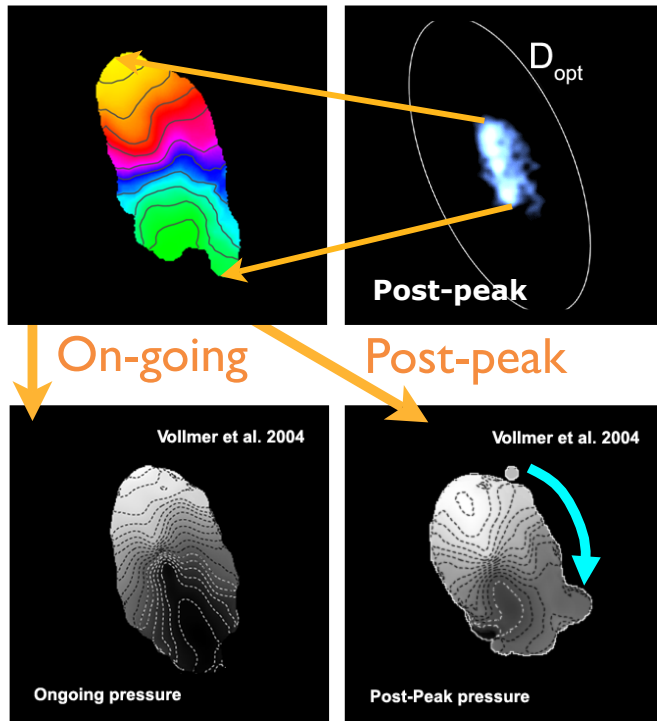 D_opt
Post-peak
On-going
Post-peak
Vollmer et al. 2004
Vollmer et al. 2004
Ongoing pressure
Post-Peak pressure